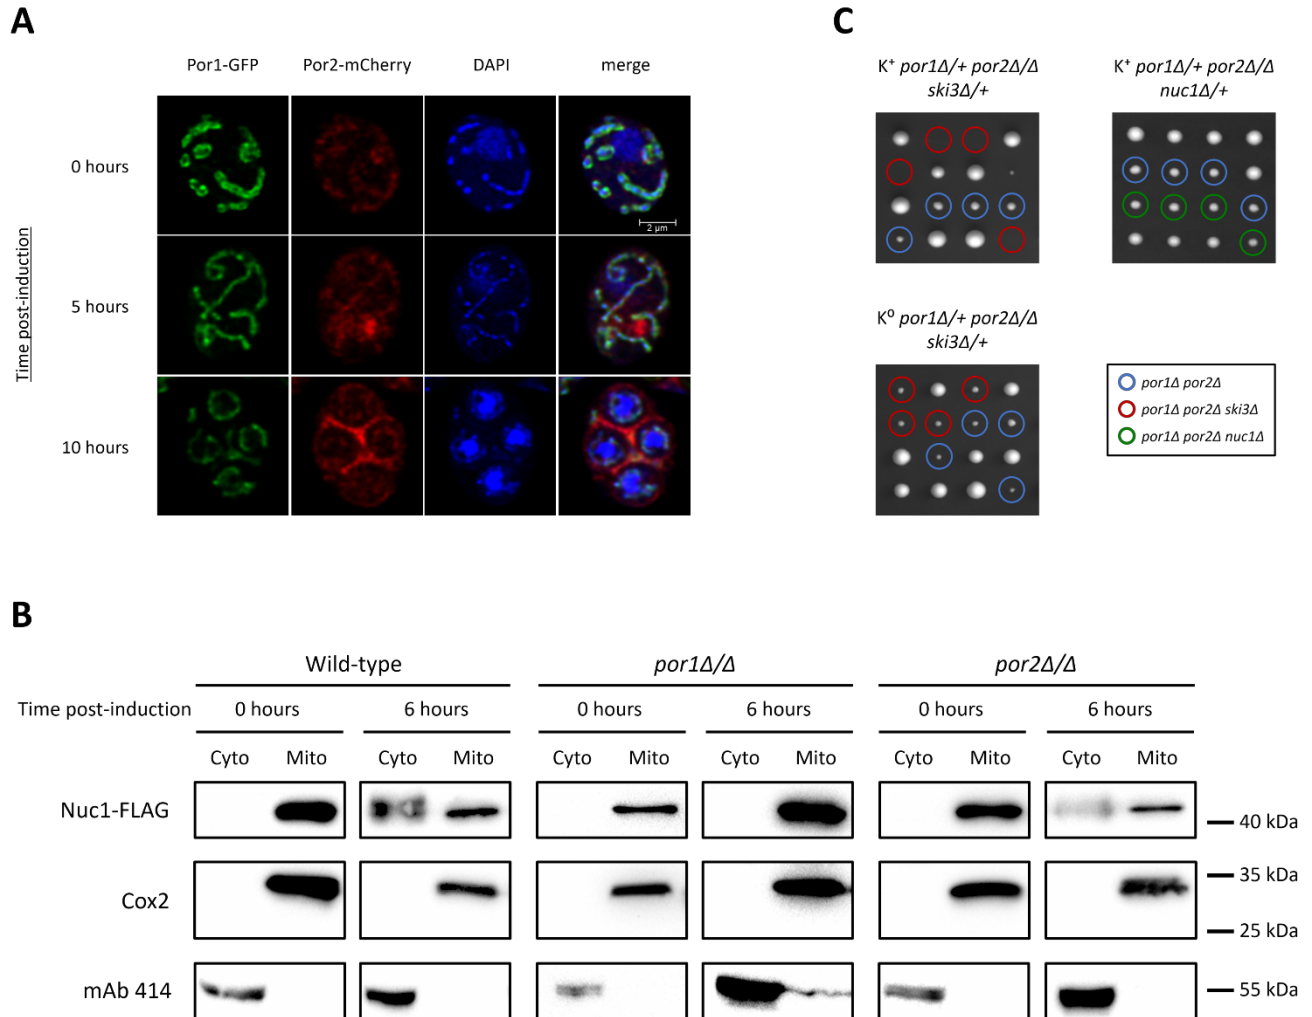 A
Por1-GFP Por2-mCherry DAPI merge
Time post-induction
0 hours
2 µm
5 hours
10 hours
C
K⁺ por1Δ/+ por2Δ/Δ
ski3Δ/+
K⁺ por1Δ/+ por2Δ/Δ
nuc1Δ/+
K⁰ por1Δ/+ por2Δ/Δ
ski3Δ/+
por1Δ por2Δ
por1Δ por2Δ ski3Δ
por1Δ por2Δ nuc1Δ
B
Wild-type por1Δ/Δ por2Δ/Δ
Time post-induction 0 hours 6 hours 0 hours 6 hours 0 hours 6 hours
Cyto Mito Cyto Mito Cyto Mito Cyto Mito Cyto Mito Cyto Mito
Nuc1-FLAG 40 kDa
Cox2 35 kDa
25 kDa
mAb 414 55 kDa